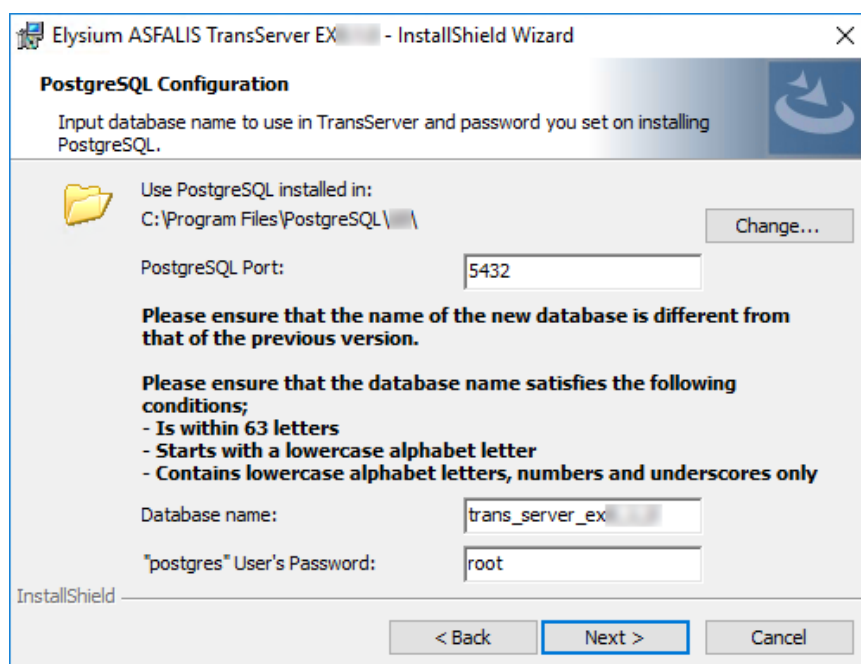 Elysium ASFALIS TransServer EX - InstallShield Wizard
PostgreSQL Configuration
Input database name to use in TransServer and password you set on installing
PostgreSQL.
Use PostgreSQL installed in:
C:\Program Files\PostgreSQL\ \
Change...
PostgreSQL Port:
5432
Please ensure that the name of the new database is different from
that of the previous version.
Please ensure that the database name satisfies the following
conditions;
- Is within 63 letters
- Starts with a lowercase alphabet letter
- Contains lowercase alphabet letters, numbers and underscores only
Database name:
trans_server_ex
"postgres" User's Password:
root
InstallShield
< Back
Next >
Cancel